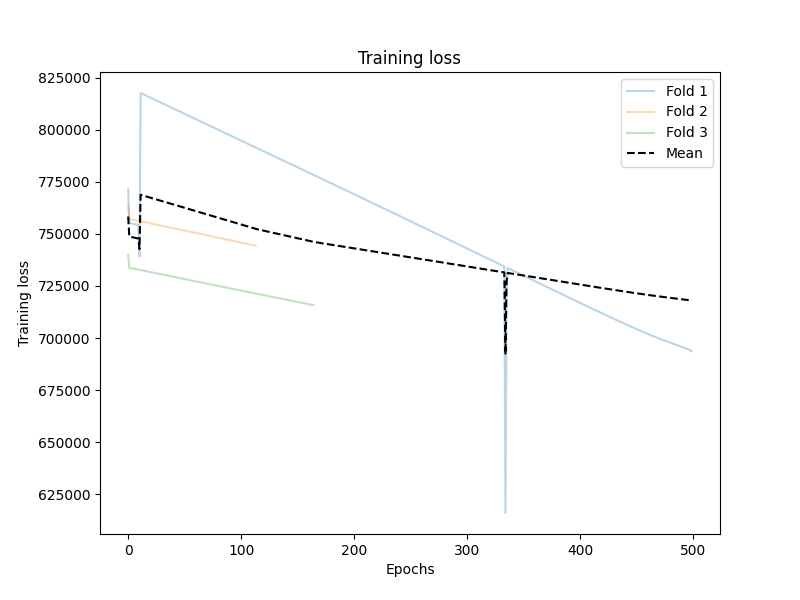 Training loss
825000
800000
775000
750000
725000
700000
675000
650000
625000
Training loss
0
100
200
300
400
500
Epochs
Fold 1
Fold 2
Fold 3
Mean